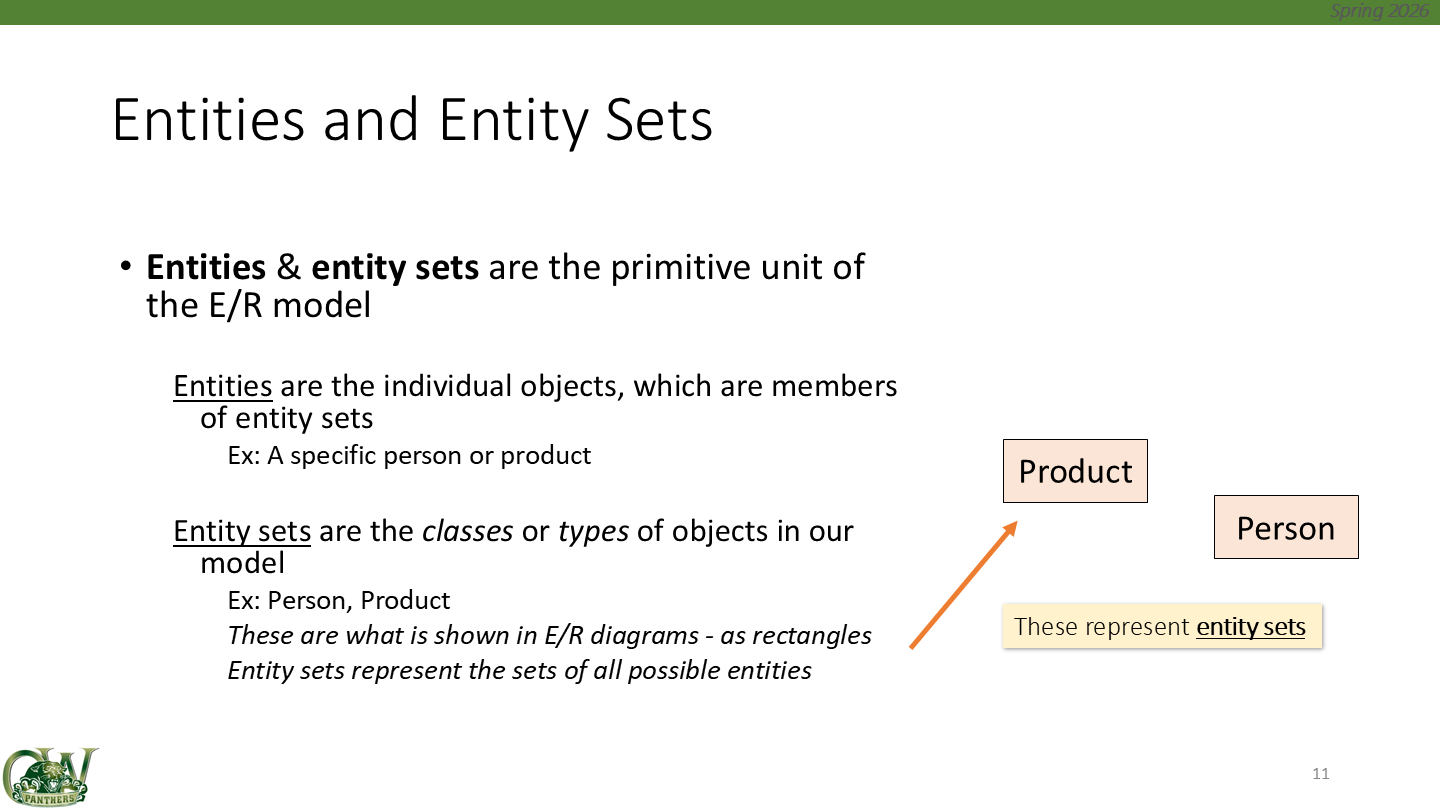 Spring 2026
Entities and Entity Sets
• Entities & entity sets are the primitive unit of
the E/R model
Entities are the individual objects, which are members
of entity sets
Ex: A specific person or product
Entity sets are the classes or types of objects in our
model
Ex: Person, Product
These are what is shown in E/R diagrams - as rectangles
Entity sets represent the sets of all possible entities
Product
Person
These represent entity sets
OW
PANTHERS
11